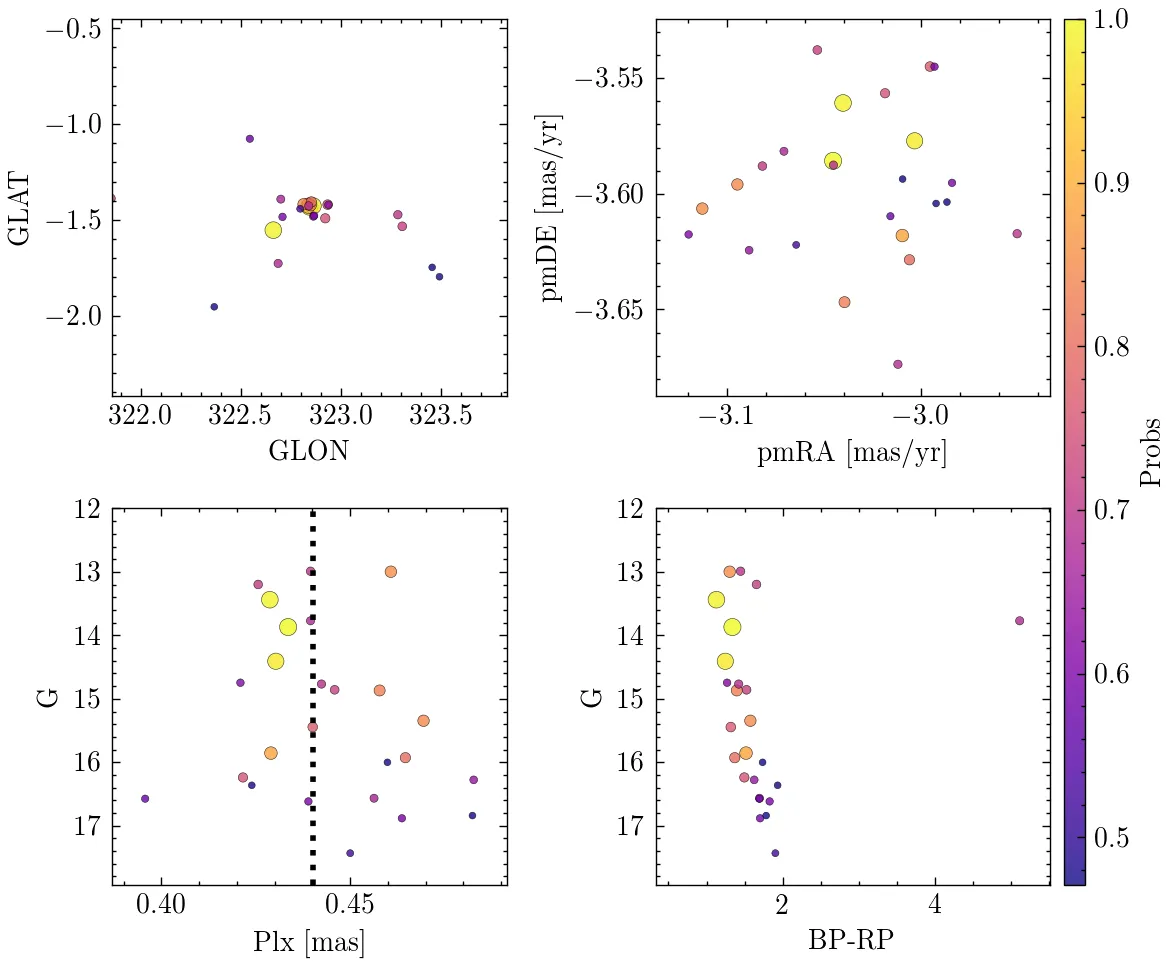 −0.5
−1.0
−1.5
−2.0
GLAT
322.0 322.5 323.0 323.5
GLON
−3.55
−3.60
−3.65
pmDE [mas/yr]
−3.1 −3.0
pmRA [mas/yr]
12
13
14
15
16
17
G
0.40 0.45
Plx [mas]
12
13
14
15
16
17
G
2 4
BP-RP
1.0
0.9
0.8
0.7
0.6
0.5
Probs